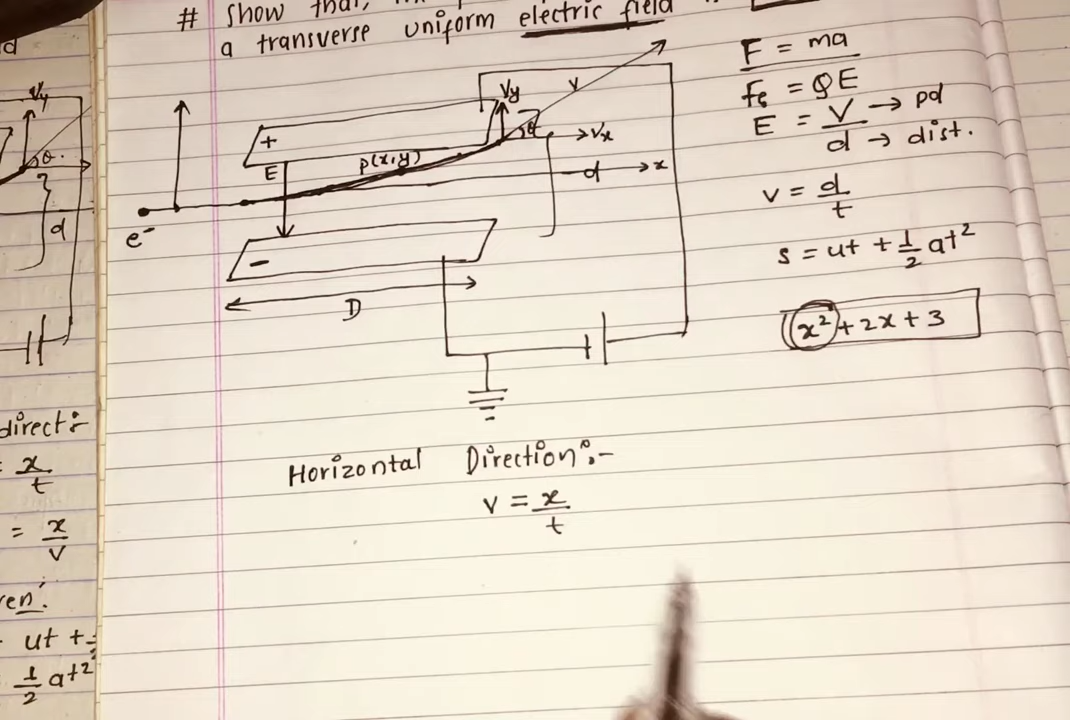 # Show that,
a transverse uniform electric field
Vy
V
+
θ
Vx
P(x,y)
E
d
x
e-
-
D
F = ma
fe = QE
E = V/d → pd
→ dist.
v = d/t
s = ut + 1/2 at²
x² + 2x + 3
Horizontal Direction :-
v = x/t
Vy
θ
d
direct :-
= x/t
= x/v
ut +
1/2 at²